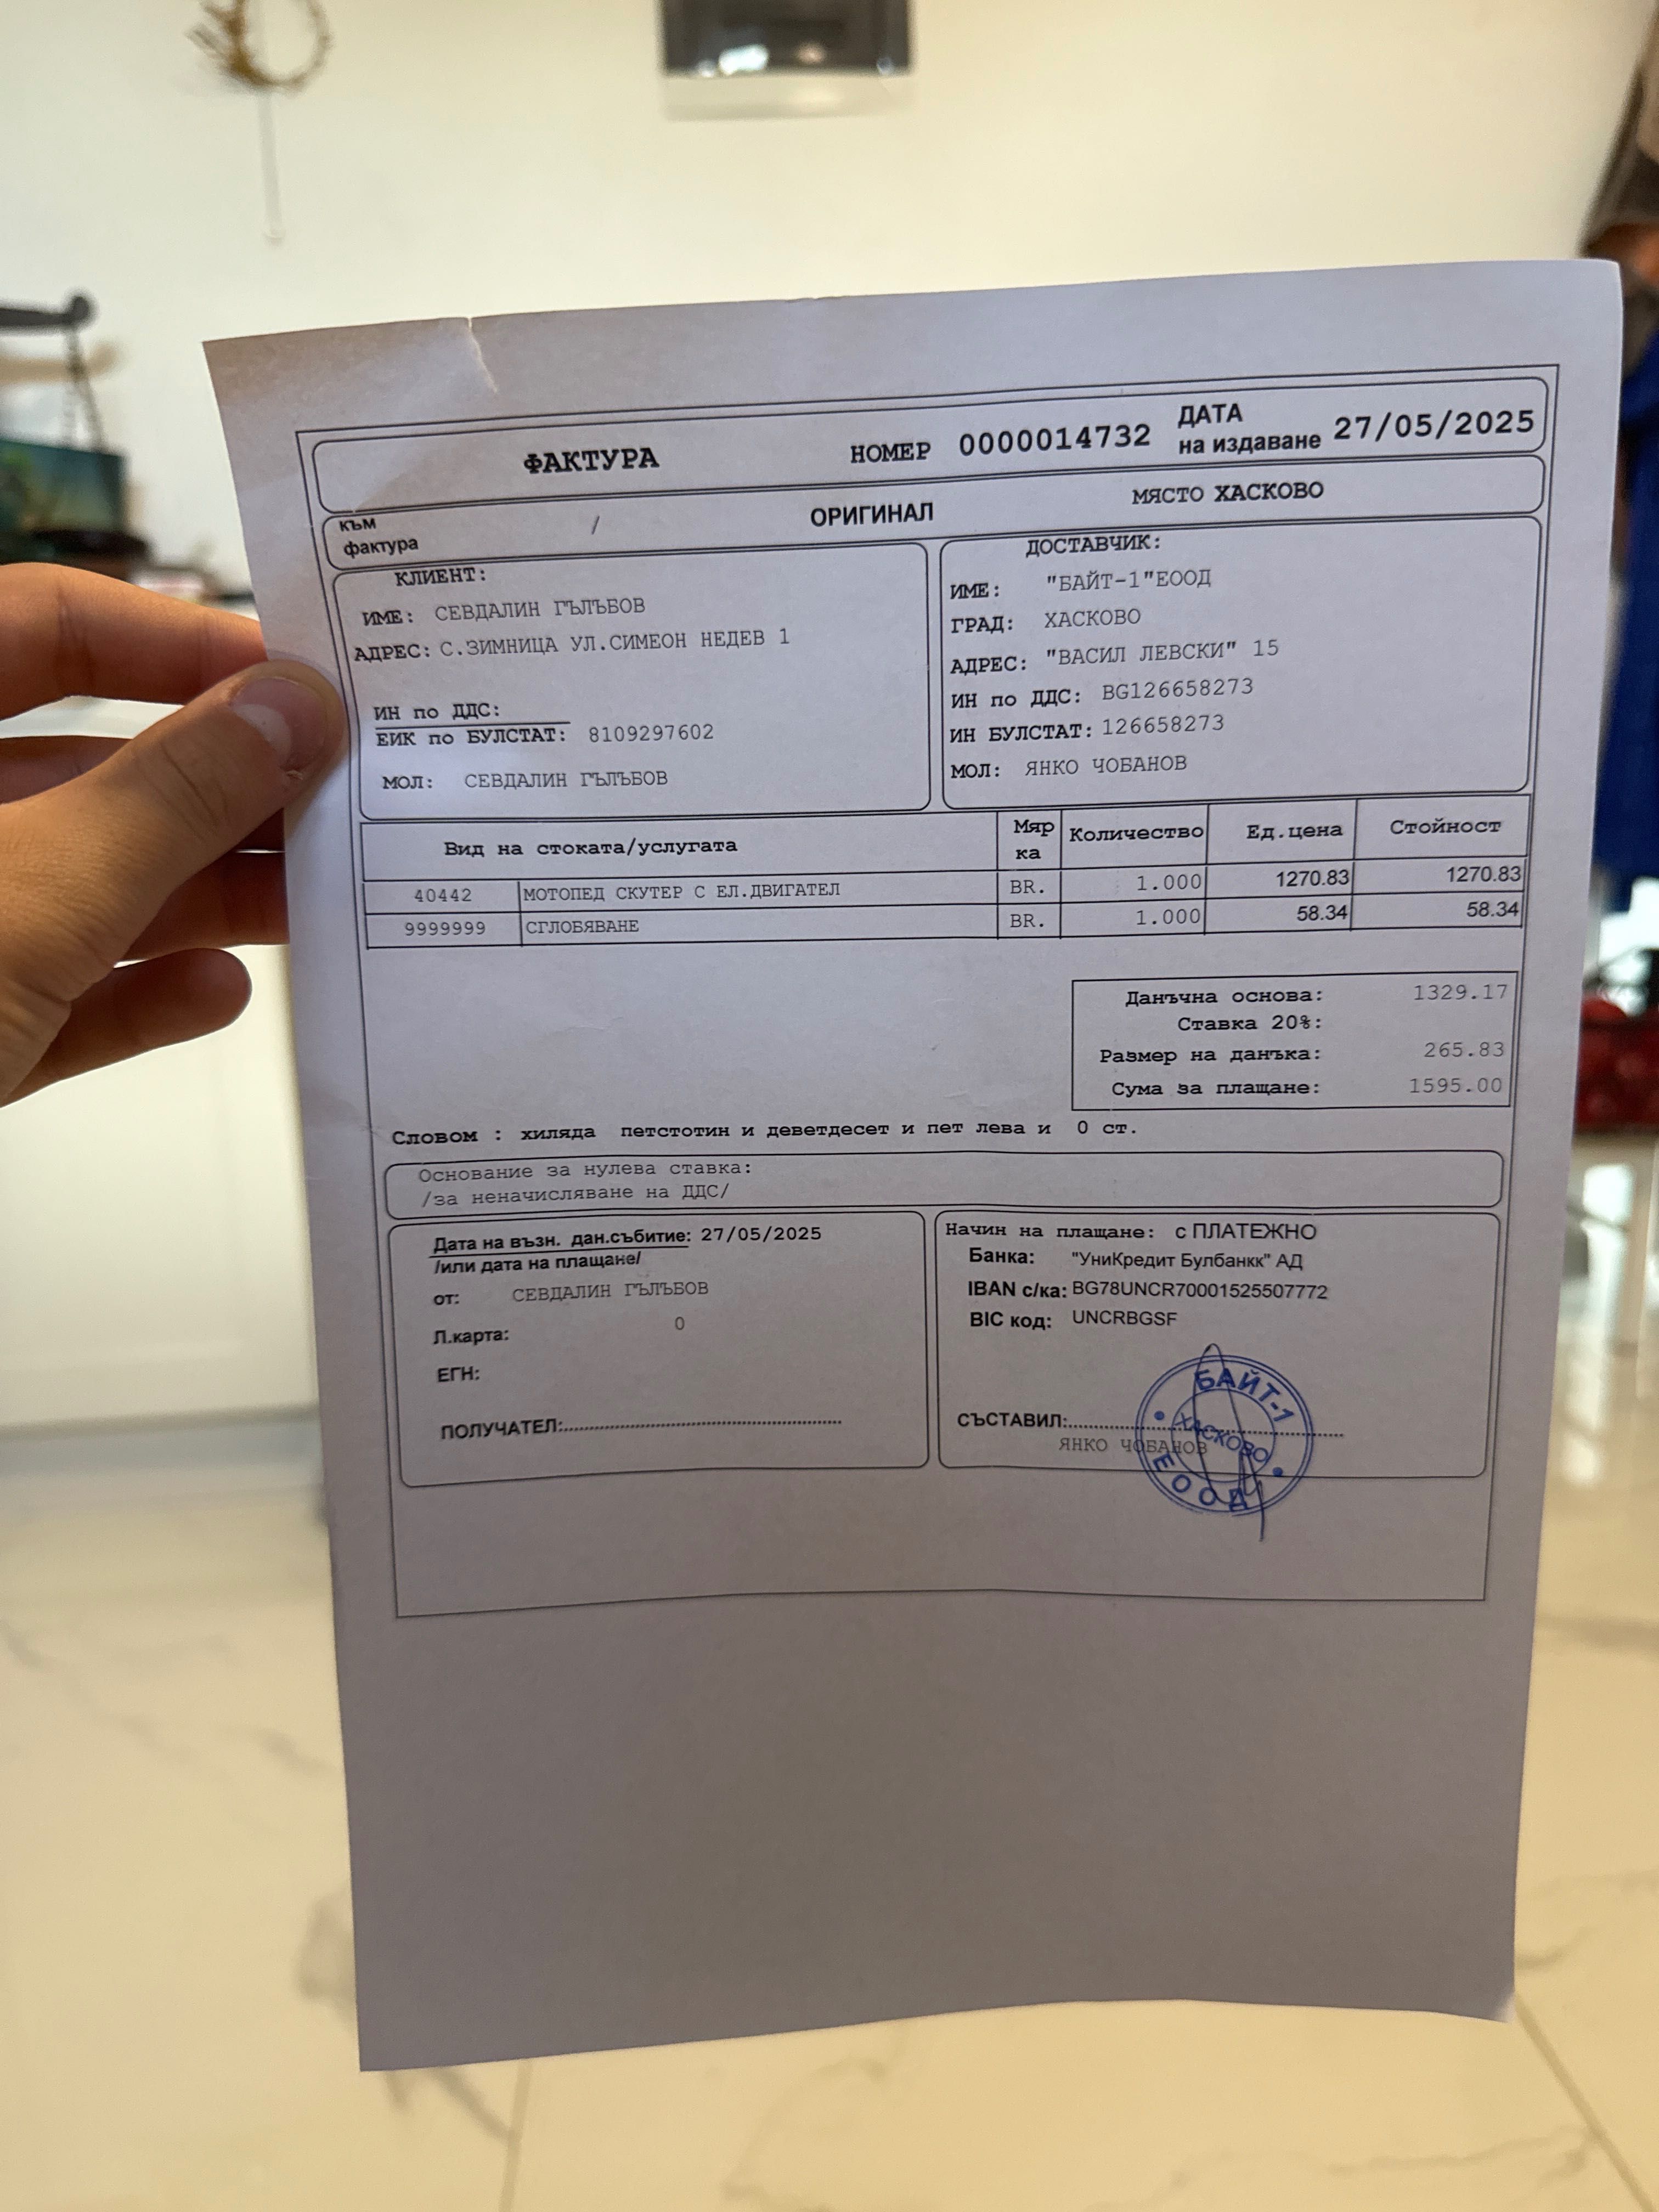 ФАКТУРА НОМЕР 0000014732 ДАТА на издаване 27/05/2025
към фактура / ОРИГИНАЛ МЯСТО ХАСКОВО
КЛИЕНТ:
ИМЕ: СЕВДАЛИН ГЪЛЪБОВ
АДРЕС: С.ЗИМНИЦА УЛ.СИМЕОН НЕДЕВ 1
ИН по ДДС:
ЕИК по БУЛСТАТ: 8109297602
МОЛ: СЕВДАЛИН ГЪЛЪБОВ
ДОСТАВЧИК:
ИМЕ: "БАЙТ-1"ЕООД
ГРАД: ХАСКОВО
АДРЕС: "ВАСИЛ ЛЕВСКИ" 15
ИН по ДДС: BG126658273
ИН БУЛСТАТ: 126658273
МОЛ: ЯНКО ЧОБАНОВ
Вид на стоката/услугата Мяр ка Количество Ед.цена Стойност
40442 МОТОПЕД СКУТЕР С ЕЛ.ДВИГАТЕЛ BR. 1.000 1270.83 1270.83
9999999 СГЛОБЯВАНЕ BR. 1.000 58.34 58.34
Данъчна основа: 1329.17
Ставка 20%:
Размер на данъка: 265.83
Сума за плащане: 1595.00
Словом : хиляда петстотин и деветдесет и пет лева и 0 ст.
Основание за нулева ставка:
/за неначисляване на ДДС/
Дата на възн. дан.събитие: 27/05/2025
/или дата на плащане/
от: СЕВДАЛИН ГЪЛЪБОВ
Л.карта: 0
ЕГН:
ПОЛУЧАТЕЛ:
Начин на плащане: с ПЛАТЕЖНО
Банка: "УниКредит Булбанкк" АД
IBAN с/ка: BG78UNCR70001525507772
BIC код: UNCRBGSF
СЪСТАВИЛ:
ЯНКО ЧОБАНОВ
БАЙТ-1
ХАСКОВО
ЕООД